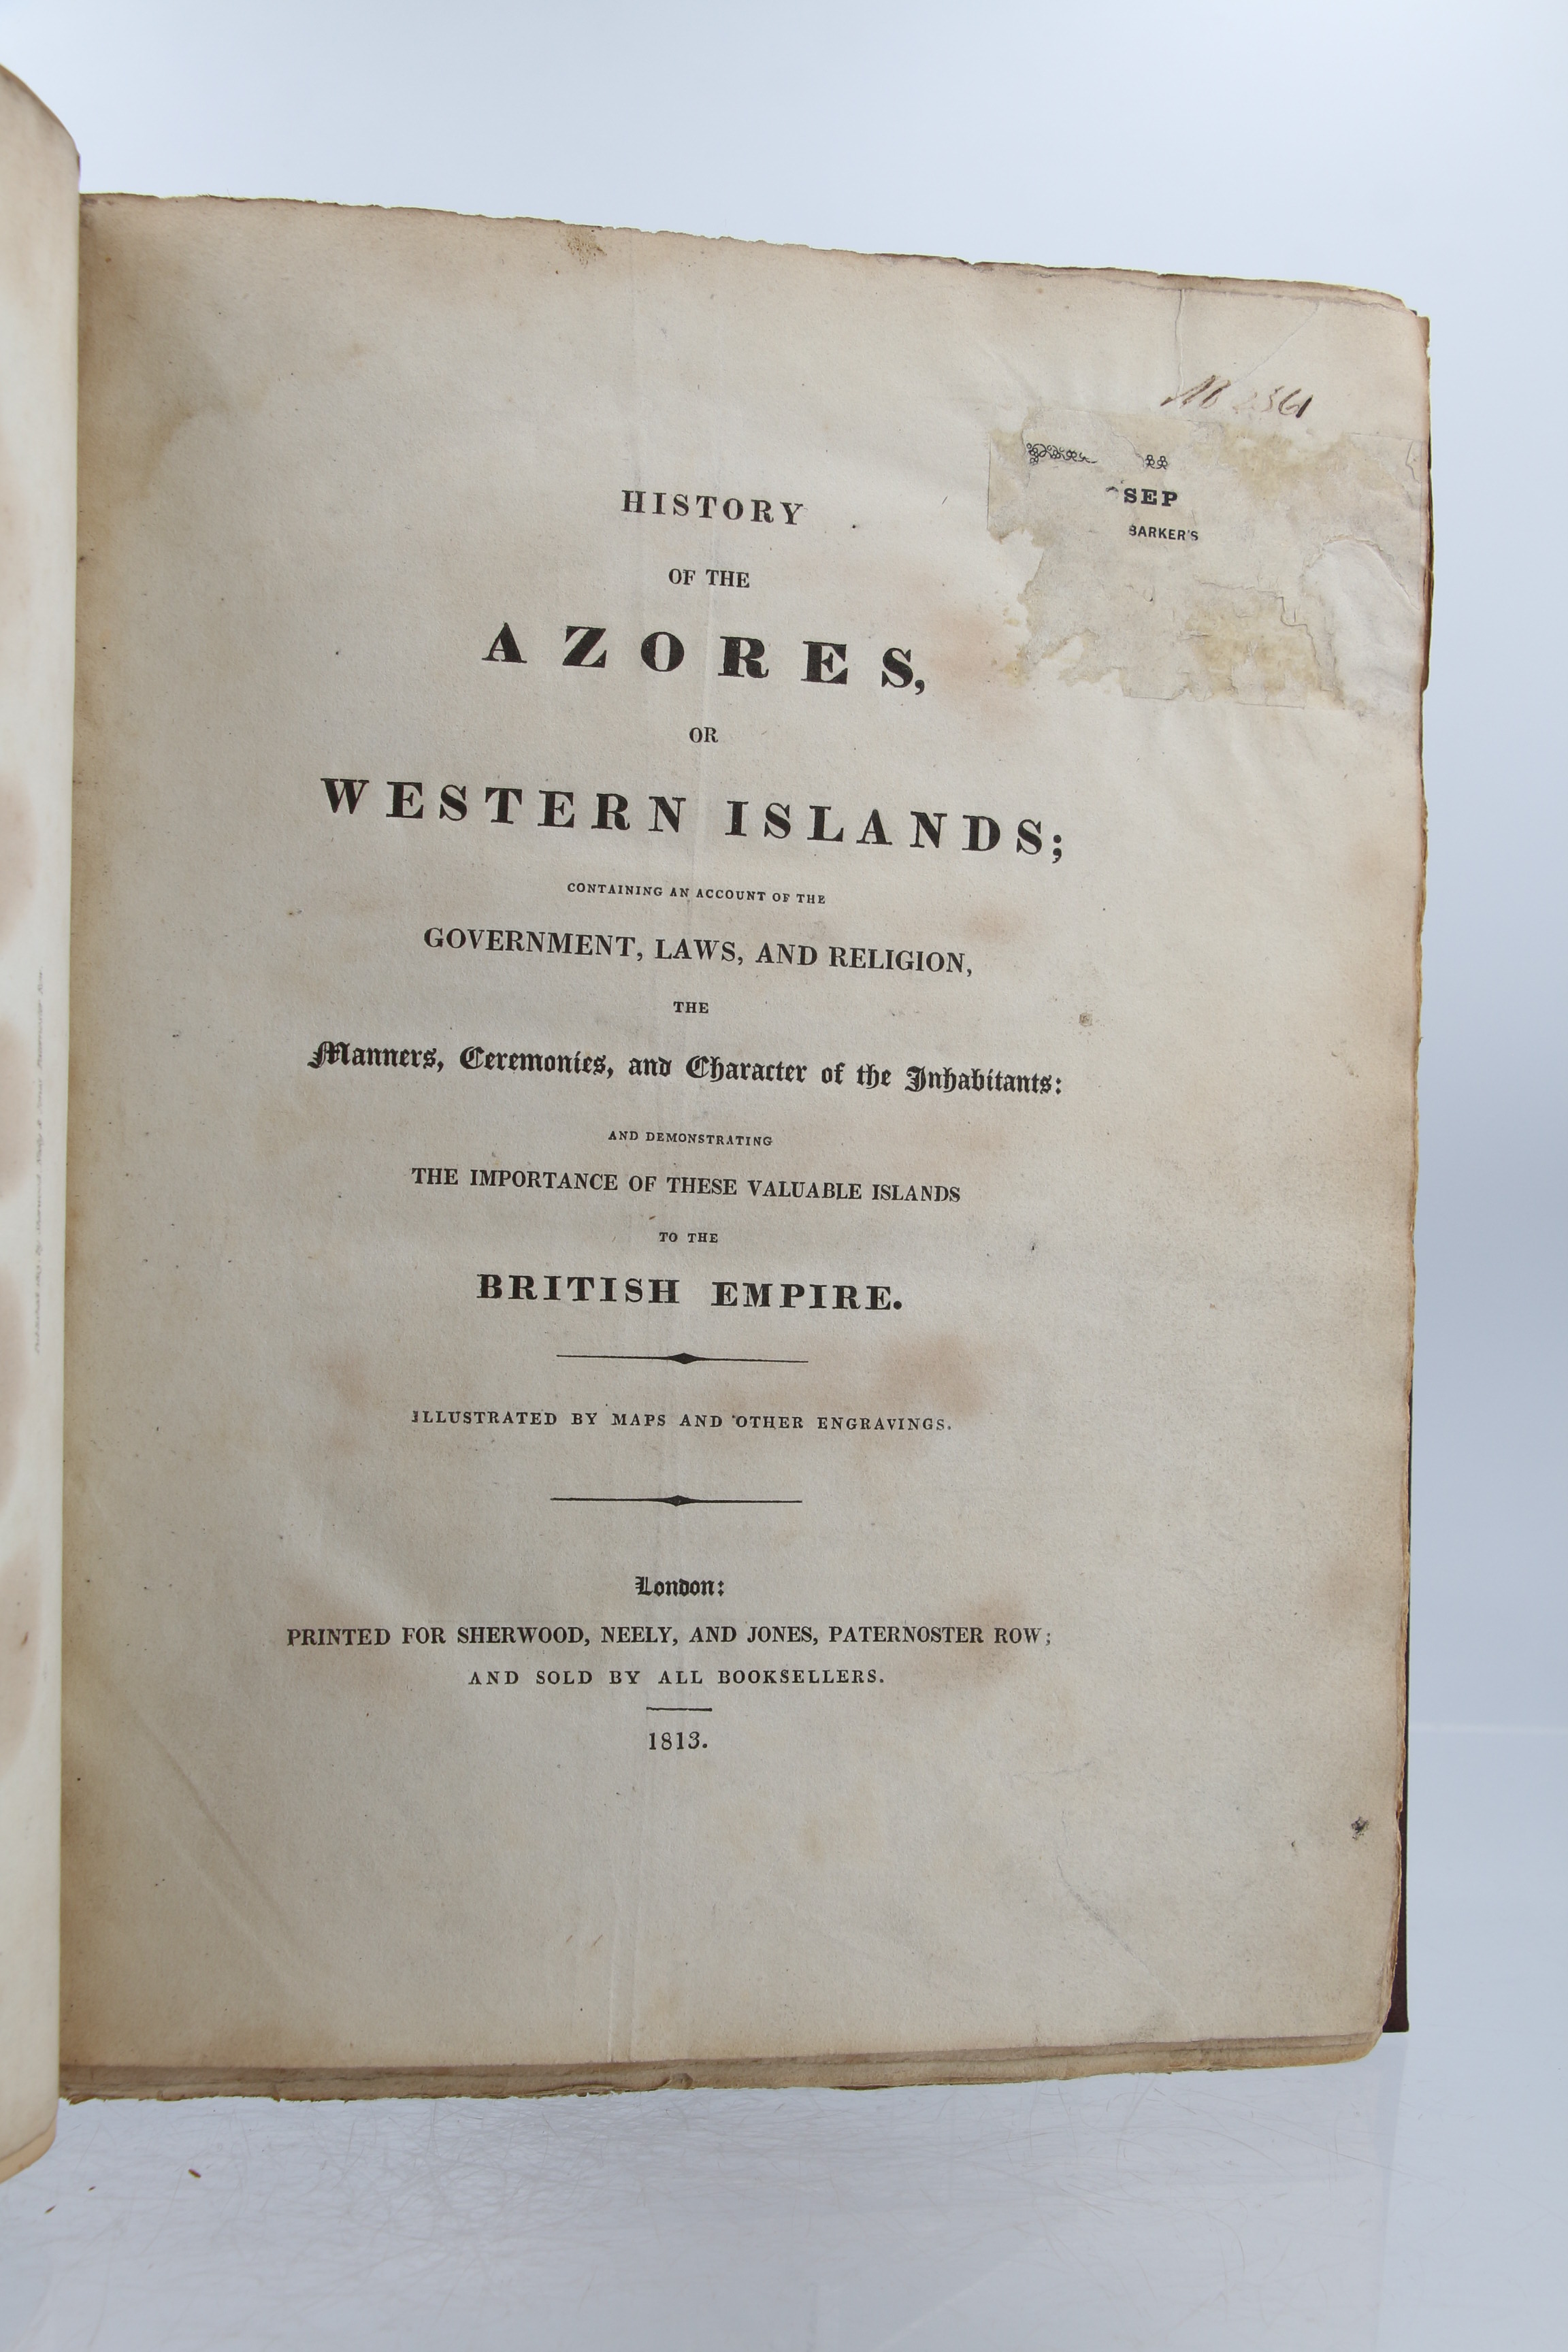 HISTORY
OF THE
AZORES,
OR
WESTERN ISLANDS;
CONTAINING AN ACCOUNT OF THE
GOVERNMENT, LAWS, AND RELIGION,
THE
Manners, Ceremonies, and Character of the Inhabitants:
AND DEMONSTRATING
THE IMPORTANCE OF THESE VALUABLE ISLANDS
TO THE
BRITISH EMPIRE.
ILLUSTRATED BY MAPS AND OTHER ENGRAVINGS.
London:
PRINTED FOR SHERWOOD, NEELY, AND JONES, PATERNOSTER ROW;
AND SOLD BY ALL BOOKSELLERS.
1813.
SEP
BARKER'S